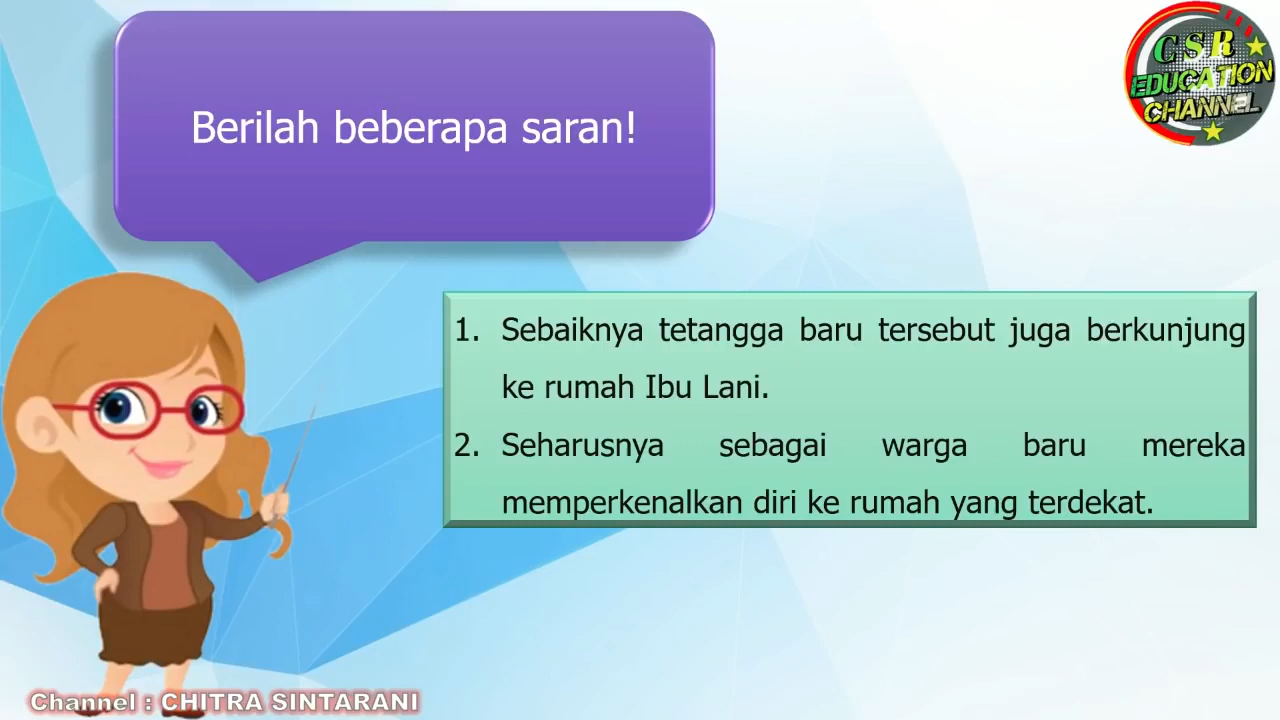 Berilah beberapa saran!
C S R
EDUCATION
CHANNEL
1. Sebaiknya tetangga baru tersebut juga berkunjung
ke rumah Ibu Lani.
2. Seharusnya sebagai warga baru mereka
memperkenalkan diri ke rumah yang terdekat.
Channel : CHITRA SINTARANI